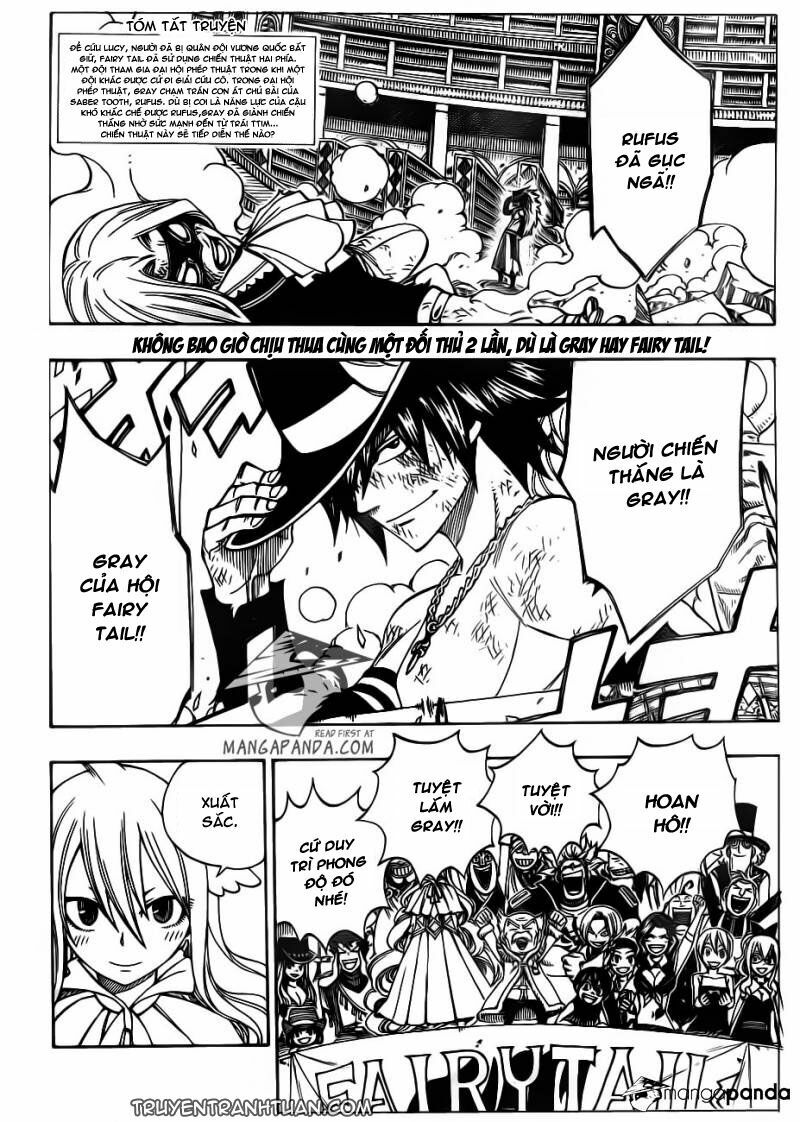 TÓM TẮT TRUYỆN
ĐỂ CỨU LUCY, NGƯỜI ĐÃ BỊ QUÂN ĐỘI VƯƠNG QUỐC BẮT
GIỮ, FAIRY TAIL ĐÃ SỬ DỤNG CHIẾN THUẬT HAI PHÍA.
MỘT ĐỘI THAM GIA ĐẠI HỘI PHÉP THUẬT TRONG KHI MỘT
ĐỘI KHÁC ĐƯỢC CỬ ĐI GIẢI CỨU CÔ. TRONG ĐẠI HỘI
PHÉP THUẬT, GRAY CHẠM TRÁN CON ÁT CHỦ BÀI CỦA
SABER TOOTH, RUFUS. DÙ BỊ COI LÀ NĂNG LỰC CỦA CẬU
KHÓ KHẮC CHẾ ĐƯỢC RUFUS,GRAY ĐÃ GIÀNH CHIẾN
THẮNG NHỜ SỨC MẠNH ĐẾN TỪ TRÁI TTM...
CHIẾN THUẬT NÀY SẼ TIẾP DIỄN THẾ NÀO?
RUFUS
ĐÃ GỤC
NGÃ!!
KHÔNG BAO GIỜ CHỊU THUA CÙNG MỘT ĐỐI THỦ 2 LẦN, DÙ LÀ GRAY HAY FAIRY TAIL!
NGƯỜI CHIẾN
THẮNG LÀ
GRAY!!
GRAY
CỦA HỘI
FAIRY
TAIL!!
READ FIRST AT
MANGAPANDA.COM
HOAN
HÔ!!
TUYỆT
VỜI!!!
TUYỆT
LẮM
GRAY!!
CỨ DUY
TRÌ PHONG
ĐỘ ĐÓ
NHÉ!
XUẤT
SẮC.
FAIRYTAIL
TRUYENTRANHTUAN.COM
mangapanda